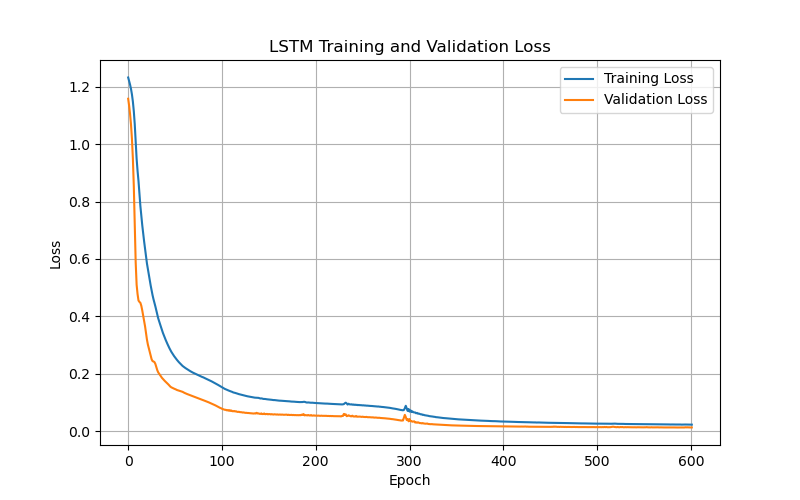 LSTM Training and Validation Loss
Training Loss
Validation Loss
1.2
1.0
0.8
0.6
0.4
0.2
0.0
Loss
0 100 200 300 400 500 600
Epoch